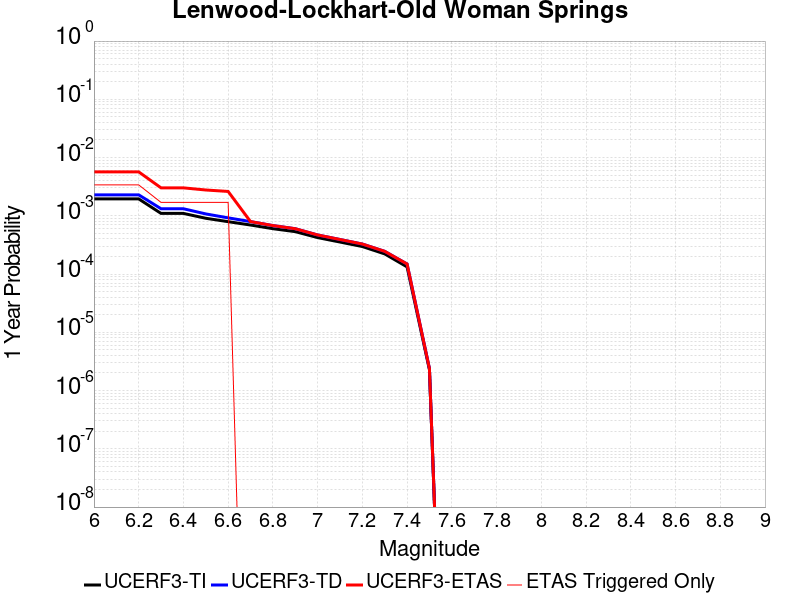 Lenwood-Lockhart-Old Woman Springs
10^0
10^-1
10^-2
10^-3
10^-4
10^-5
10^-6
10^-7
10^-8
1 Year Probability
6 6.2 6.4 6.6 6.8 7 7.2 7.4 7.6 7.8 8 8.2 8.4 8.6 8.8 9
Magnitude
UCERF3-TI UCERF3-TD UCERF3-ETAS ETAS Triggered Only